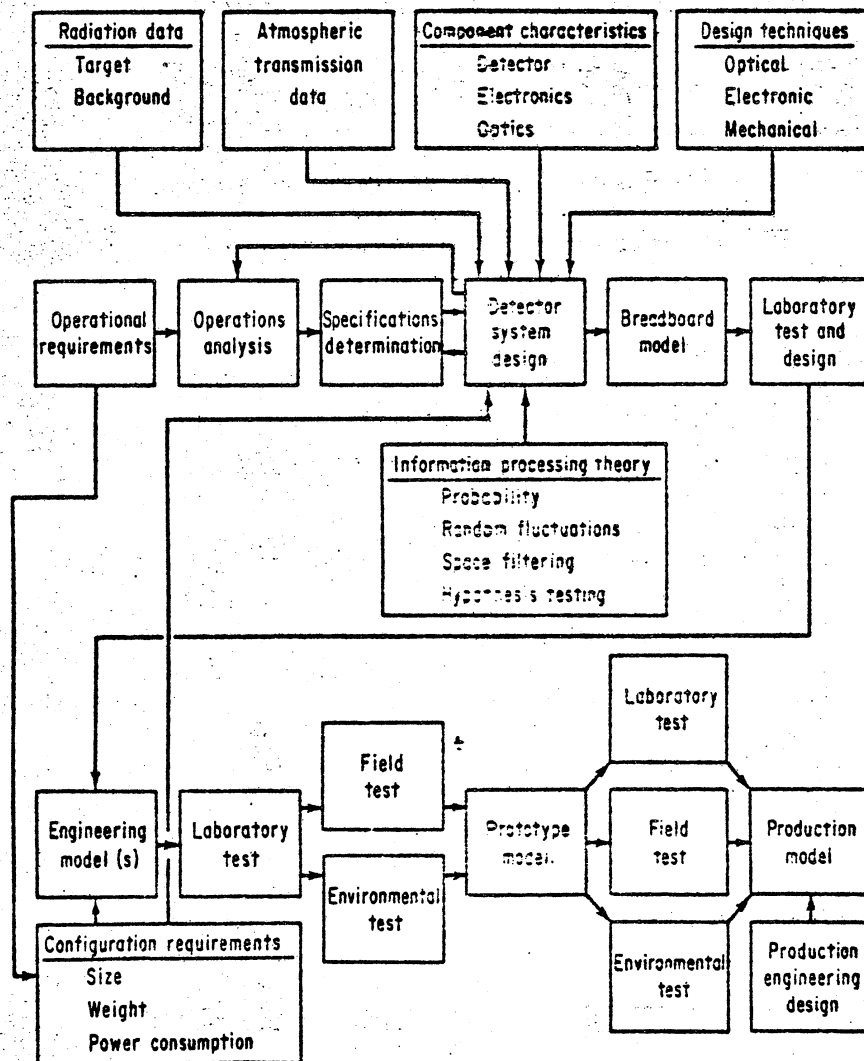 Radiation data
Target
Background
Atmospheric
transmission
data
Component characteristics
Detector
Electronics
Optics
Design techniques
Optical
Electronic
Mechanical
Operational
requirements
Operations
analysis
Specifications
determination
Detector
system
design
Breadboard
model
Laboratory
test and
design
Information processing theory
Probability
Random fluctuations
Space filtering
Hypothesis testing
Laboratory
test
Field
test
Engineering
model (s)
Laboratory
test
Prototype
model
Field
test
Production
model
Environmental
test
Configuration requirements
Size
Weight
Power consumption
Environmental
test
Production
engineering
design